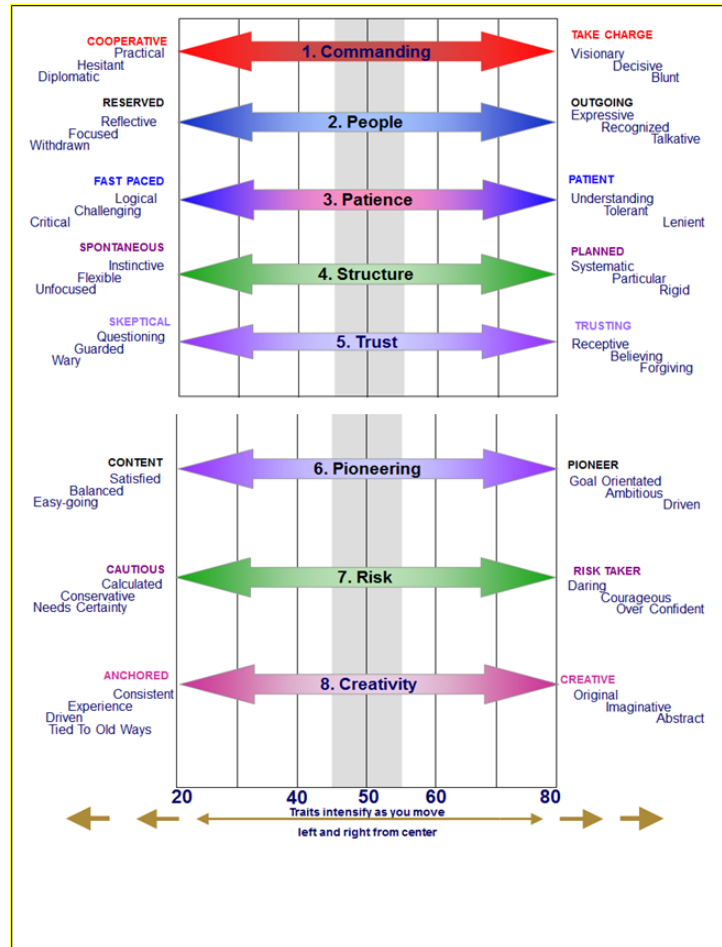 COOPERATIVE
Practical
Hesitant
Diplomatic
1. Commanding
TAKE CHARGE
Visionary
Decisive
Blunt
RESERVED
Reflective
Focused
Withdrawn
2. People
OUTGOING
Expressive
Recognized
Talkative
FAST PACED
Logical
Challenging
Critical
3. Patience
PATIENT
Understanding
Tolerant
Lenient
SPONTANEOUS
Instinctive
Flexible
Unfocused
4. Structure
PLANNED
Systematic
Particular
Rigid
SKEPTICAL
Questioning
Guarded
Wary
5. Trust
TRUSTING
Receptive
Believing
Forgiving
CONTENT
Satisfied
Balanced
Easy-going
6. Pioneering
PIONEER
Goal Orientated
Ambitious
Driven
CAUTIOUS
Calculated
Conservative
Needs Certainty
7. Risk
RISK TAKER
Daring
Courageous
Over Confident
ANCHORED
Consistent
Experience
Driven
Tied To Old Ways
8. Creativity
CREATIVE
Original
Imaginative
Abstract
20 40 50 60 80
Traits intensify as you move
left and right from center